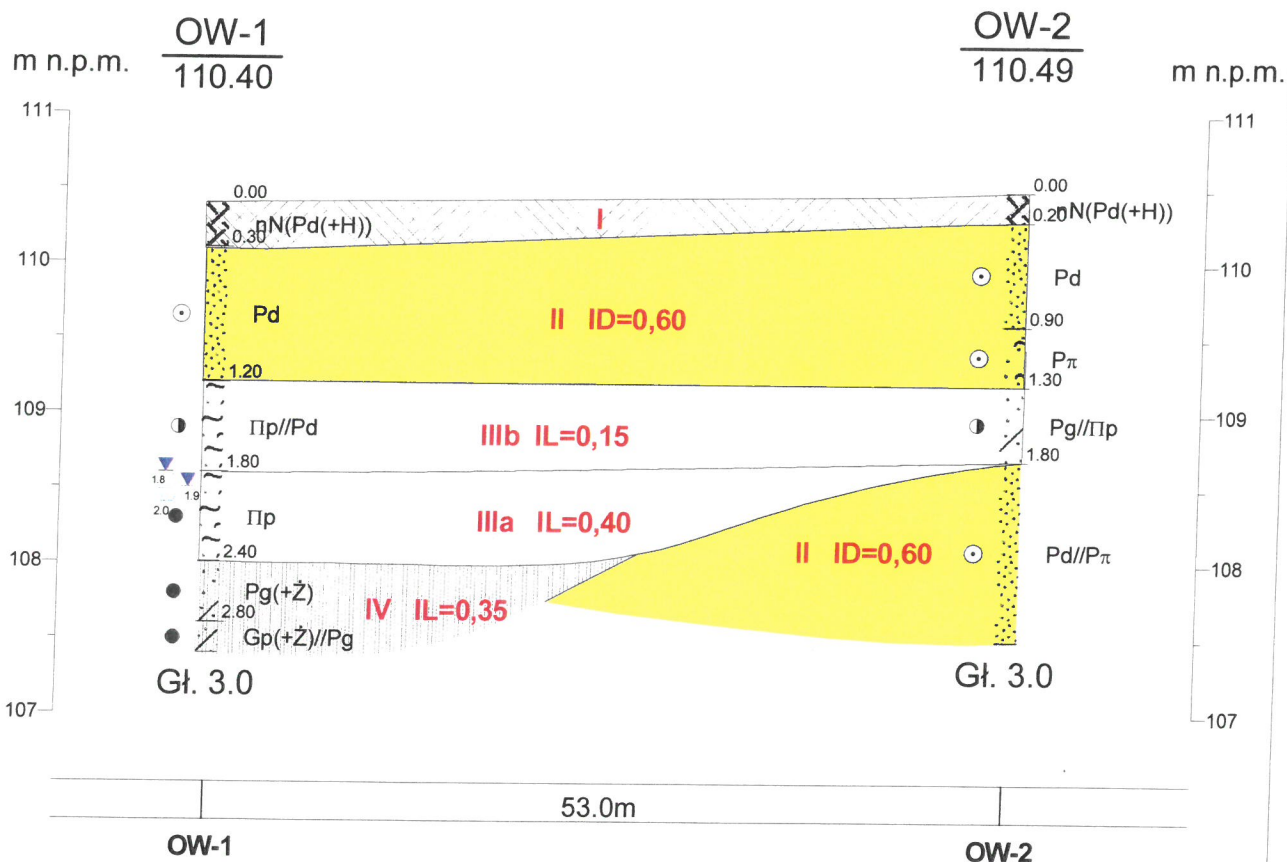 OW-1
110.40
OW-2
110.49
m n.p.m.
m n.p.m.
111
111
0.00
0.00
nN(Pd(+H))
I
0.20
nN(Pd(+H))
0.30
110
110
Pd
Pd
II ID=0,60
0.90
Pπ
1.20
1.30
109
109
Πp//Pd
IIIb IL=0,15
Pg//Πp
1.80
1.80
1.8
1.9
2.0
Πp
IIIa IL=0,40
2.40
II ID=0,60
Pd//Pπ
108
108
Pg(+Ż)
IV IL=0,35
2.80
Gp(+Ż)//Pg
Gł. 3.0
Gł. 3.0
107
107
53.0m
OW-1
OW-2